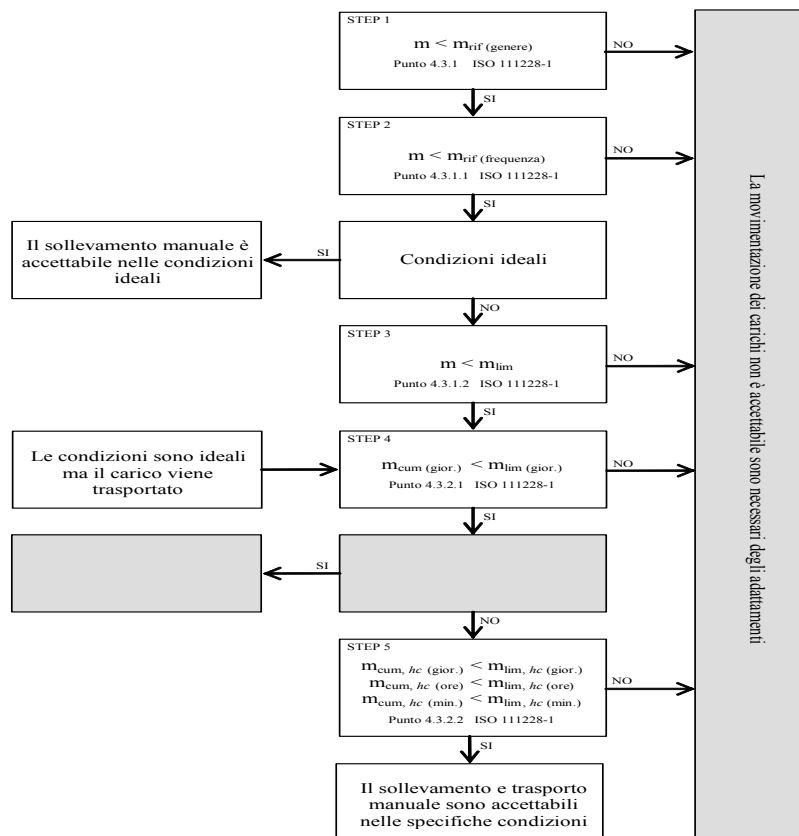 STEP 1
m < mrif (genere)
Punto 4.3.1 ISO 111228-1
NO
SI
STEP 2
m < mrif (frequenza)
Punto 4.3.1.1 ISO 111228-1
NO
SI
Il sollevamento manuale è
accettabile nelle condizioni
ideali
SI
Condizioni ideali
NO
STEP 3
m < mlim
Punto 4.3.1.2 ISO 111228-1
NO
SI
Le condizioni sono ideali
ma il carico viene
trasportato
STEP 4
mcum (gior.) < mlim (gior.)
Punto 4.3.2.1 ISO 111228-1
NO
SI
SI
NO
STEP 5
mcum, hc (gior.) < mlim, hc (gior.)
mcum, hc (ore) < mlim, hc (ore)
mcum, hc (min.) < mlim, hc (min.)
Punto 4.3.2.2 ISO 111228-1
NO
SI
Il sollevamento e trasporto
manuale sono accettabili
nelle specifiche condizioni
La movimentazione dei carichi non è accettabile sono necessari degli adattamenti